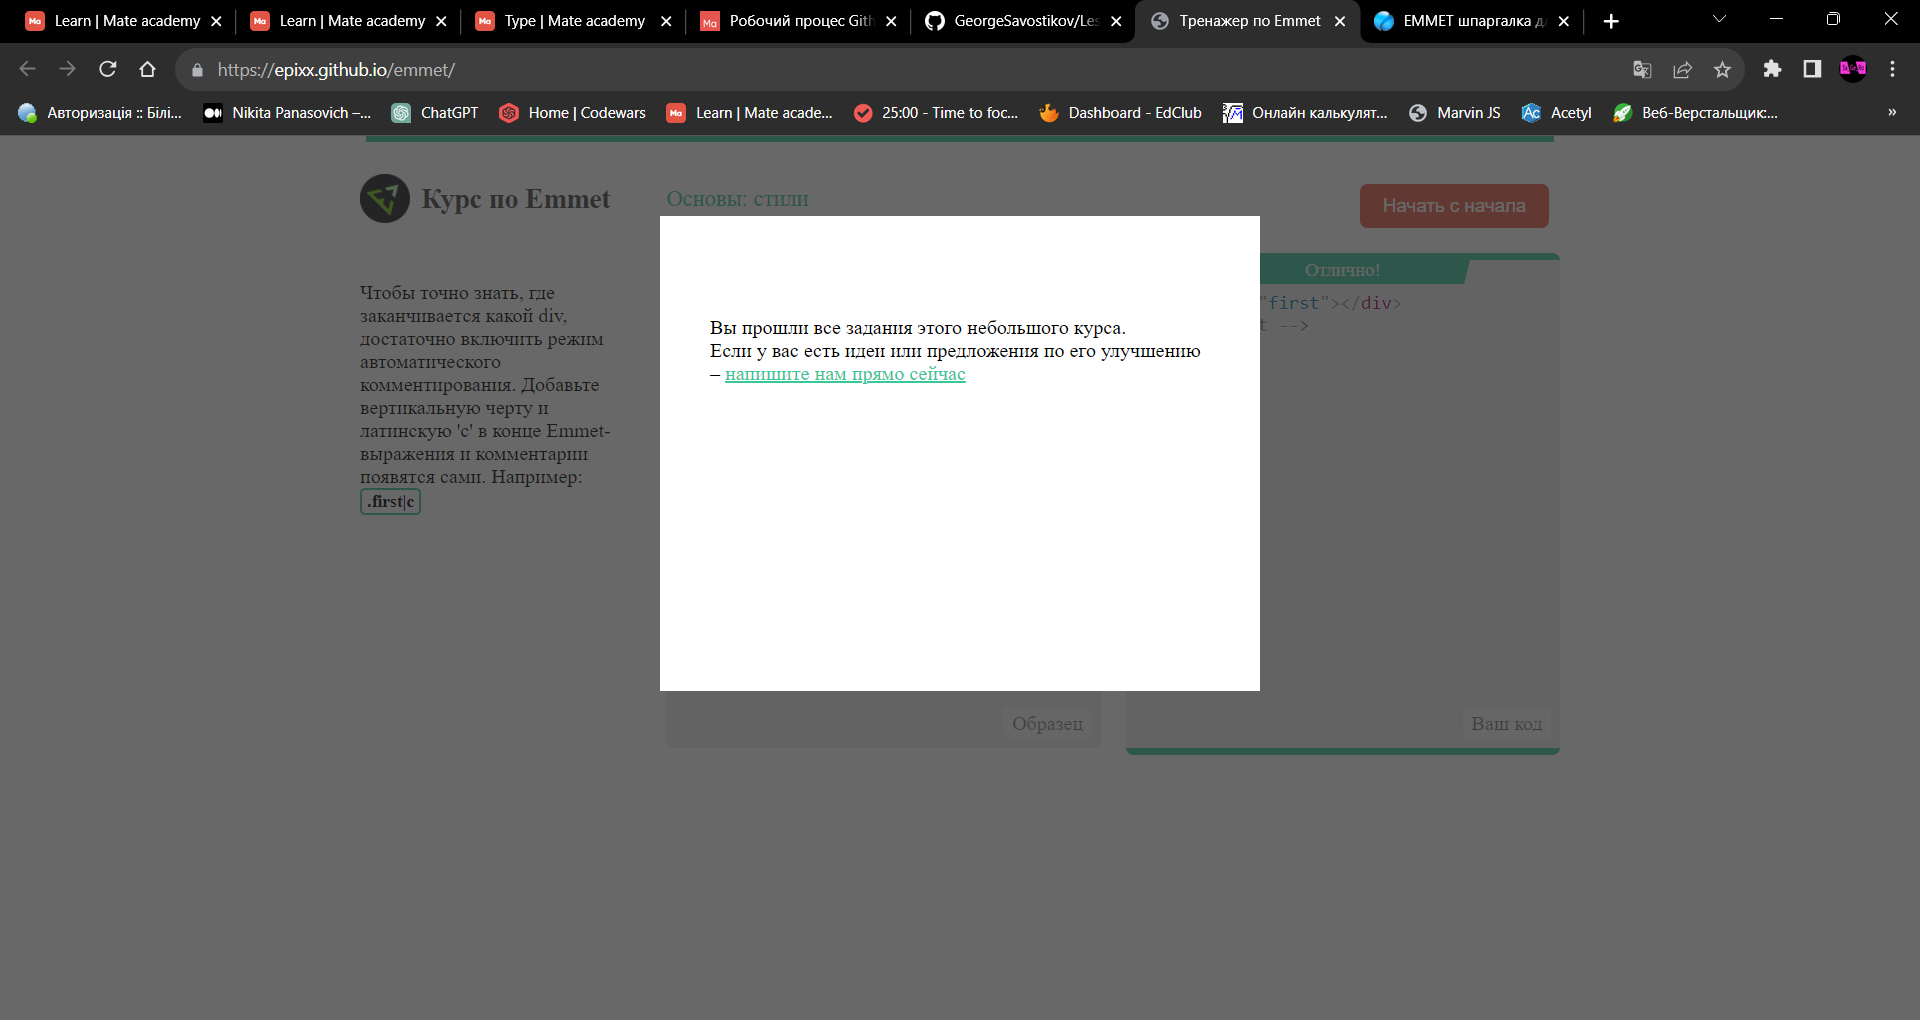 Learn | Mate academy
Learn | Mate academy
Type | Mate academy
Робочий процес Gith
GeorgeSavostikov/Les
Тренажер по Emmet
EMMET шпаргалка д
https://epixx.github.io/emmet/
Авторизація :: Білі...
Nikita Panasovich –...
ChatGPT
Home | Codewars
Learn | Mate acade...
25:00 - Time to foc...
Dashboard - EdClub
Онлайн калькулят...
Marvin JS
Acetyl
Веб-Верстальщик:...
»
Курс по Emmet
Основы: стили
Начать с начала
Чтобы точно знать, где
заканчивается какой div,
достаточно включить режим
автоматического
комментирования. Добавьте
вертикальную черту и
латинскую 'c' в конце Emmet-
выражения и комментарии
появятся сами. Например:
.first|c
Вы прошли все задания этого небольшого курса.
Если у вас есть идеи или предложения по его улучшению
– напишите нам прямо сейчас
Отлично!
"first"></div>
t -->
Образец
Ваш код